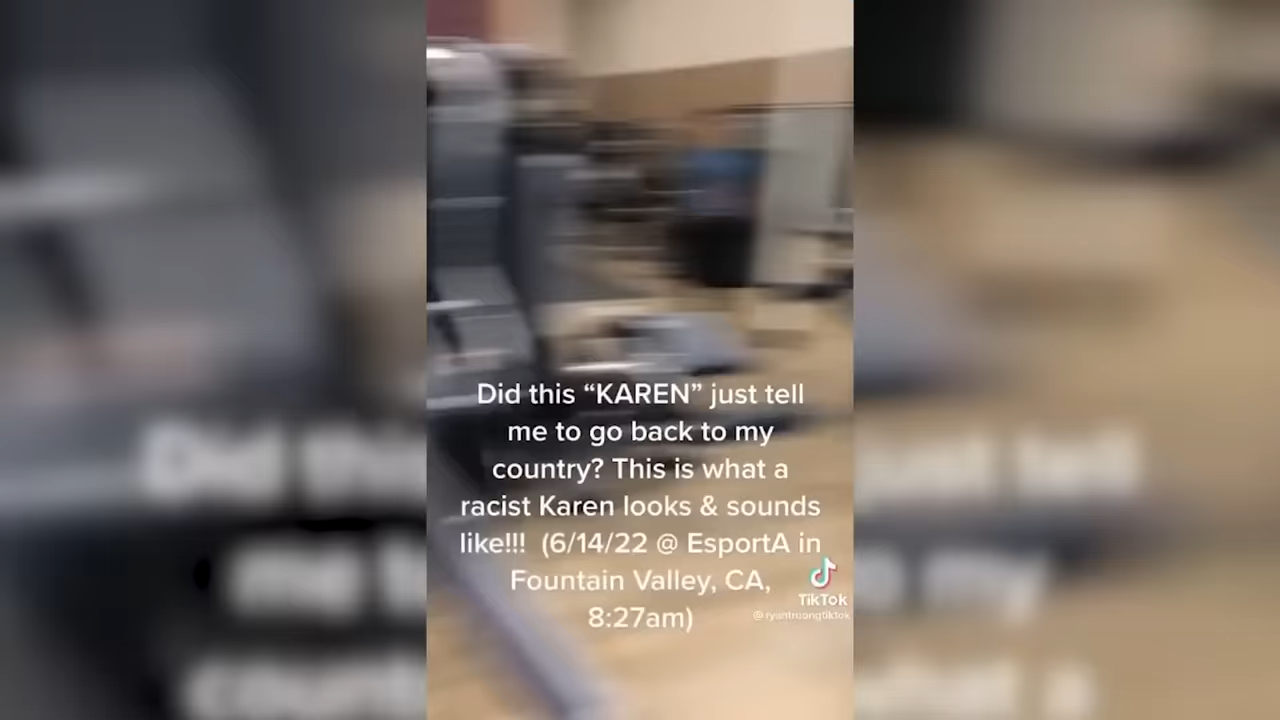 Did this “KAREN” just tell
me to go back to my
country? This is what a
racist Karen looks & sounds
like!!!  (6/14/22 @ EsportA in
Fountain Valley, CA,
8:27am)
TikTok
@ryuntruongtiktok